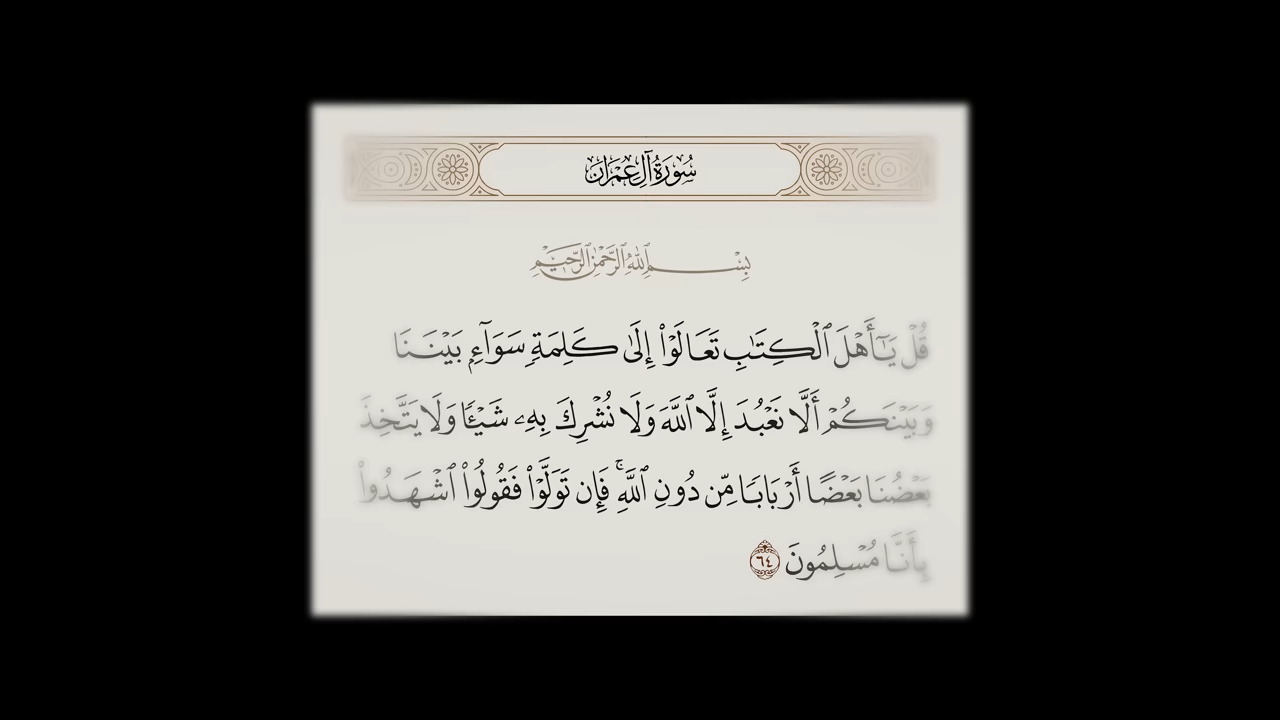 سُورَةُ آلِ عِمْرَانَ
بِسْمِ ٱللَّهِ ٱلرَّحْمَٰنِ ٱلرَّحِيمِ
قُلْ يَـٰٓأَهْلَ ٱلْكِتَـٰبِ تَعَالَوْا۟ إِلَىٰ كَلِمَةٍۢ سَوَآءٍۭ بَيْنَنَا
وَبَيْنَكُمْ أَلَّا نَعْبُدَ إِلَّا ٱللَّهَ وَلَا نُشْرِكَ بِهِۦ شَيْـًٔا وَلَا يَتَّخِذَ
بَعْضُنَا بَعْضًا أَرْبَابًا مِّن دُونِ ٱللَّهِ ۚ فَإِن تَوَلَّوْا۟ فَقُولُوا۟ ٱشْهَدُوا۟
بِأَنَّا مُسْلِمُونَ ٦٤